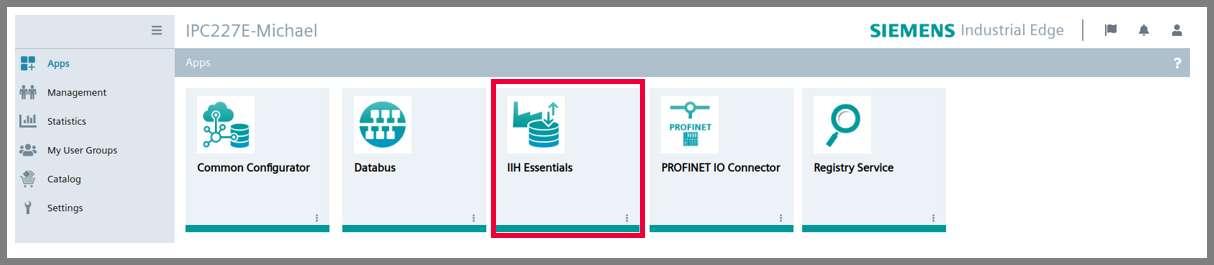 IPC227E-Michael
SIEMENS Industrial Edge
Apps
Management
Statistics
My User Groups
Catalog
Settings
Apps
?
Common Configurator
Databus
IIH Essentials
PROFINET
PROFINET IO Connector
Registry Service